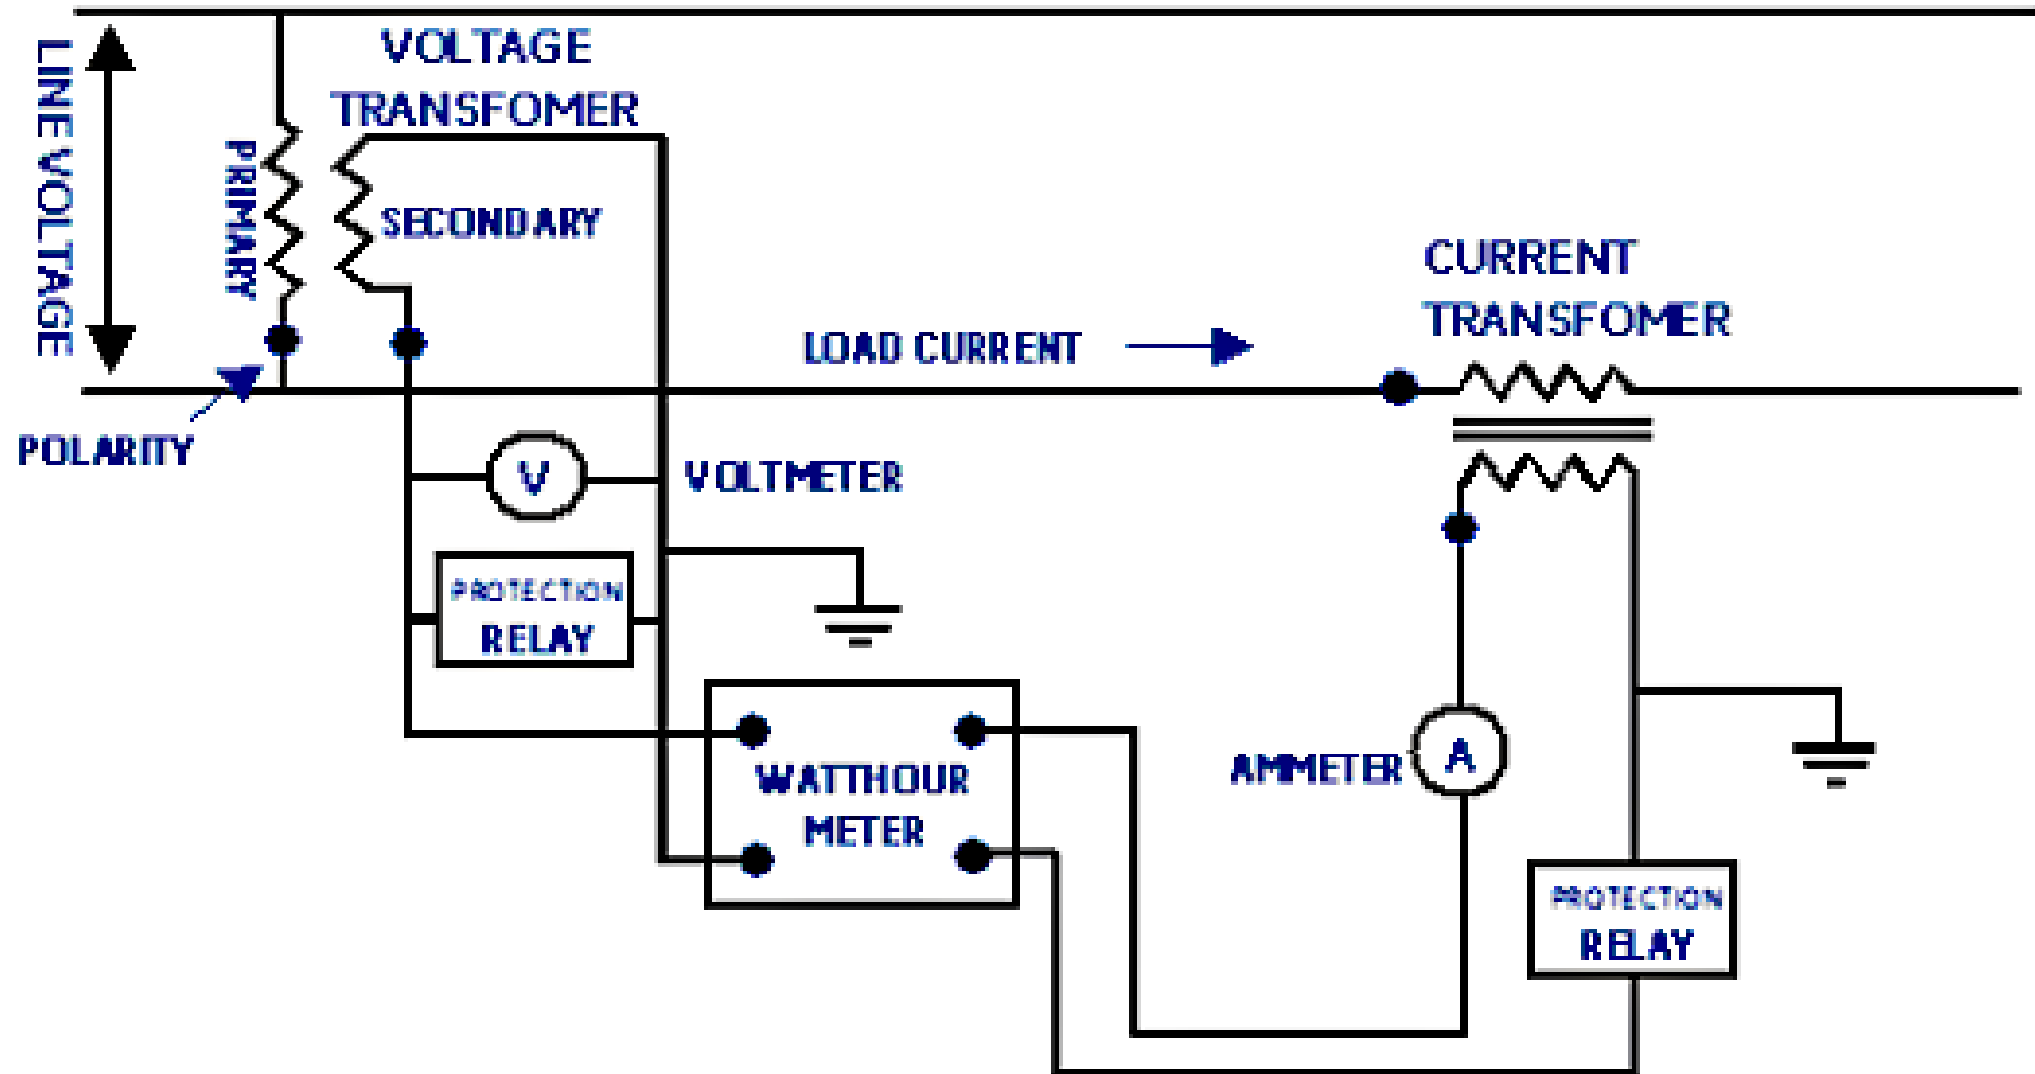 LINE VOLTAGE
VOLTAGE
TRANSFOMER
PRIMARY
SECONDARY
POLARITY
LOAD CURRENT
CURRENT
TRANSFOMER
V
VOLTMETER
PROTECTION
RELAY
WATTHOUR
METER
AMMETER
A
PROTECTION
RELAY